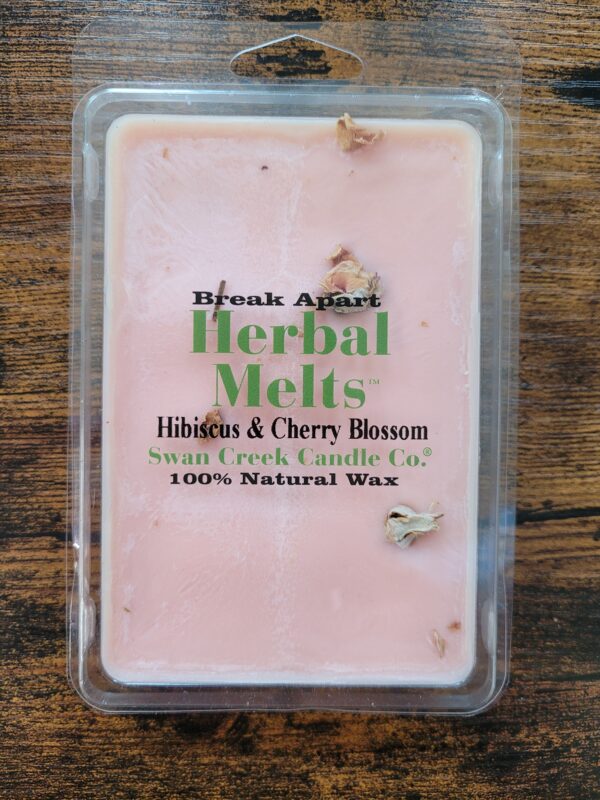 Break Apart
Herbal
Melts™
Hibiscus & Cherry Blossom
Swan Creek Candle Co.®
100% Natural Wax